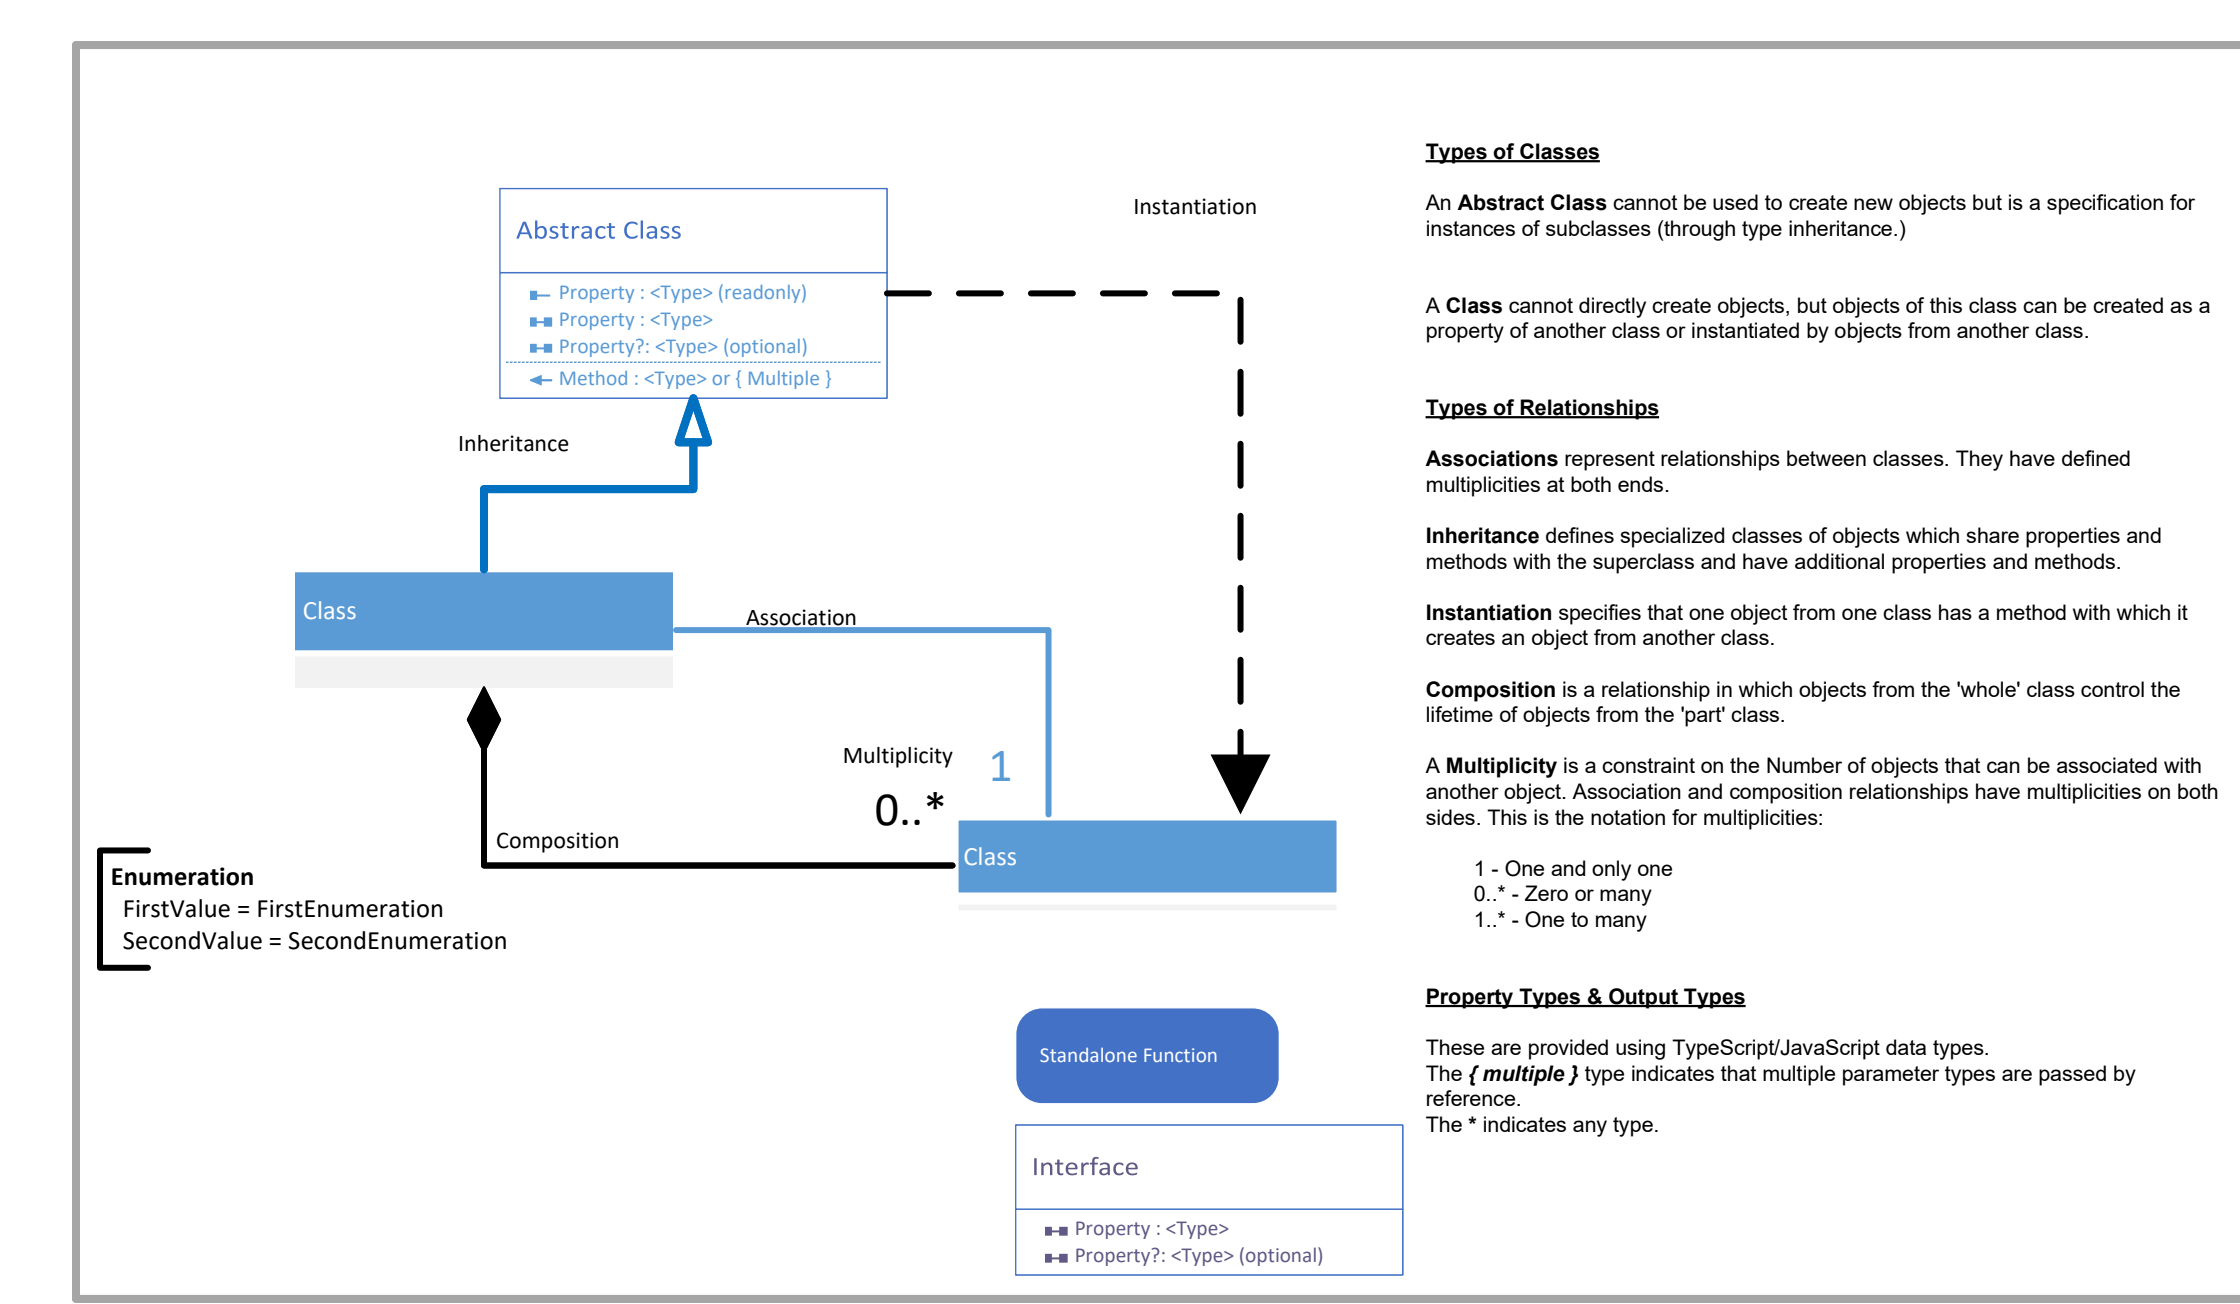 Instantiation
Abstract Class
Property : <Type> (readonly)
Property : <Type>
Property?: <Type> (optional)
Method : <Type> or { Multiple }
Inheritance
Class
Association
Multiplicity
1
0..*
Composition
Class
Enumeration
FirstValue = FirstEnumeration
SecondValue = SecondEnumeration
Standalone Function
Interface
Property : <Type>
Property?: <Type> (optional)
Types of Classes
An Abstract Class cannot be used to create new objects but is a specification for
instances of subclasses (through type inheritance.)
A Class cannot directly create objects, but objects of this class can be created as a
property of another class or instantiated by objects from another class.
Types of Relationships
Associations represent relationships between classes. They have defined
multiplicities at both ends.
Inheritance defines specialized classes of objects which share properties and
methods with the superclass and have additional properties and methods.
Instantiation specifies that one object from one class has a method with which it
creates an object from another class.
Composition is a relationship in which objects from the 'whole' class control the
lifetime of objects from the 'part' class.
A Multiplicity is a constraint on the Number of objects that can be associated with
another object. Association and composition relationships have multiplicities on both
sides. This is the notation for multiplicities:
1 - One and only one
0..* - Zero or many
1..* - One to many
Property Types & Output Types
These are provided using TypeScript/JavaScript data types.
The { multiple } type indicates that multiple parameter types are passed by
reference.
The * indicates any type.